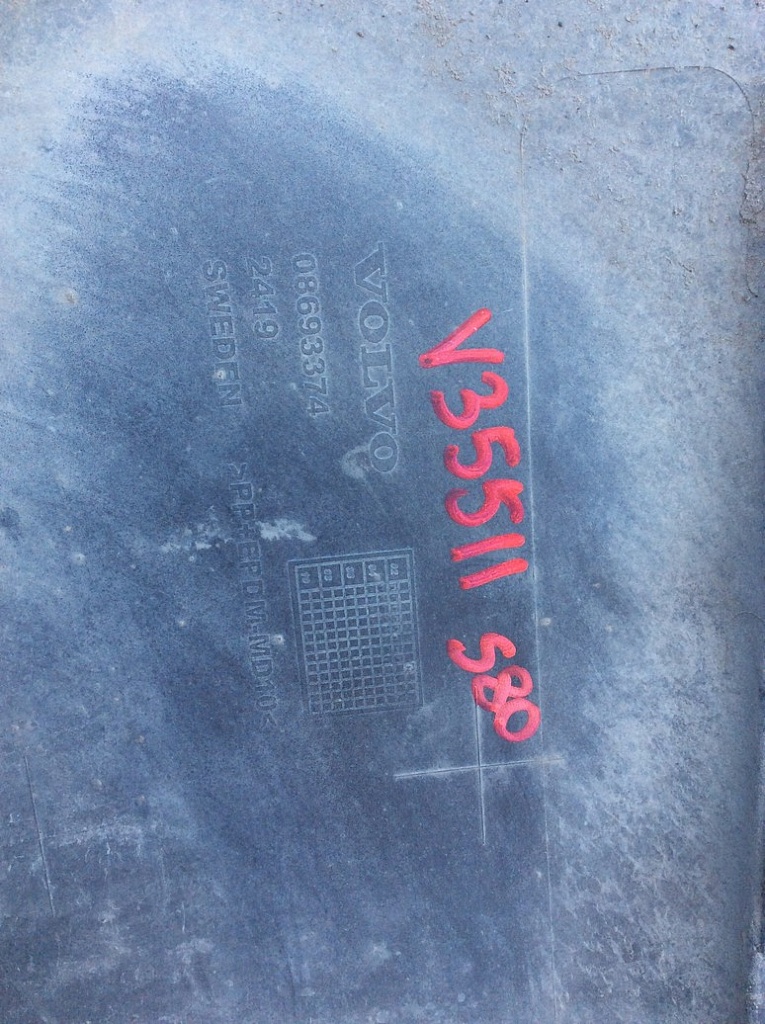 V35511 S80
VOLVO
08693374
2419
SWEDEN >PP+EPDM-MD10<